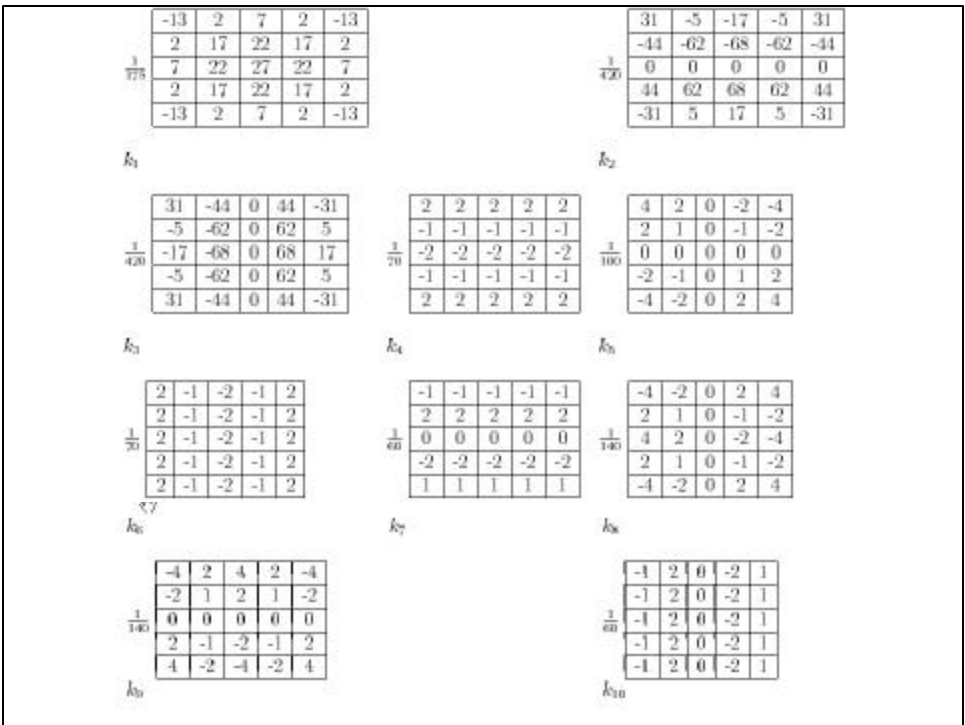 1/175
-13 2 7 2 -13
2 17 22 17 2
7 22 27 22 7
2 17 22 17 2
-13 2 7 2 -13
k1
1/420
31 -5 -17 -5 31
-44 -62 -68 -62 -44
0 0 0 0 0
44 62 68 62 44
-31 5 17 5 -31
k2
1/420
31 -44 0 44 -31
-5 -62 0 62 5
-17 -68 0 68 17
-5 -62 0 62 5
31 -44 0 44 -31
k3
1/70
2 2 2 2 2
-1 -1 -1 -1 -1
-2 -2 -2 -2 -2
-1 -1 -1 -1 -1
2 2 2 2 2
k4
1/100
4 2 0 -2 -4
2 1 0 -1 -2
0 0 0 0 0
-2 -1 0 1 2
-4 -2 0 2 4
k5
1/70
2 -1 -2 -1 2
2 -1 -2 -1 2
2 -1 -2 -1 2
2 -1 -2 -1 2
2 -1 -2 -1 2
k6
1/60
-1 -1 -1 -1 -1
2 2 2 2 2
0 0 0 0 0
-2 -2 -2 -2 -2
1 1 1 1 1
k7
1/140
-4 -2 0 2 4
2 1 0 -1 -2
4 2 0 -2 -4
2 1 0 -1 -2
-4 -2 0 2 4
k8
1/140
-4 2 4 2 -4
-2 1 2 1 -2
0 0 0 0 0
2 -1 -2 -1 2
4 -2 -4 -2 4
k9
1/60
-1 2 0 -2 1
-1 2 0 -2 1
-1 2 0 -2 1
-1 2 0 -2 1
-1 2 0 -2 1
k10